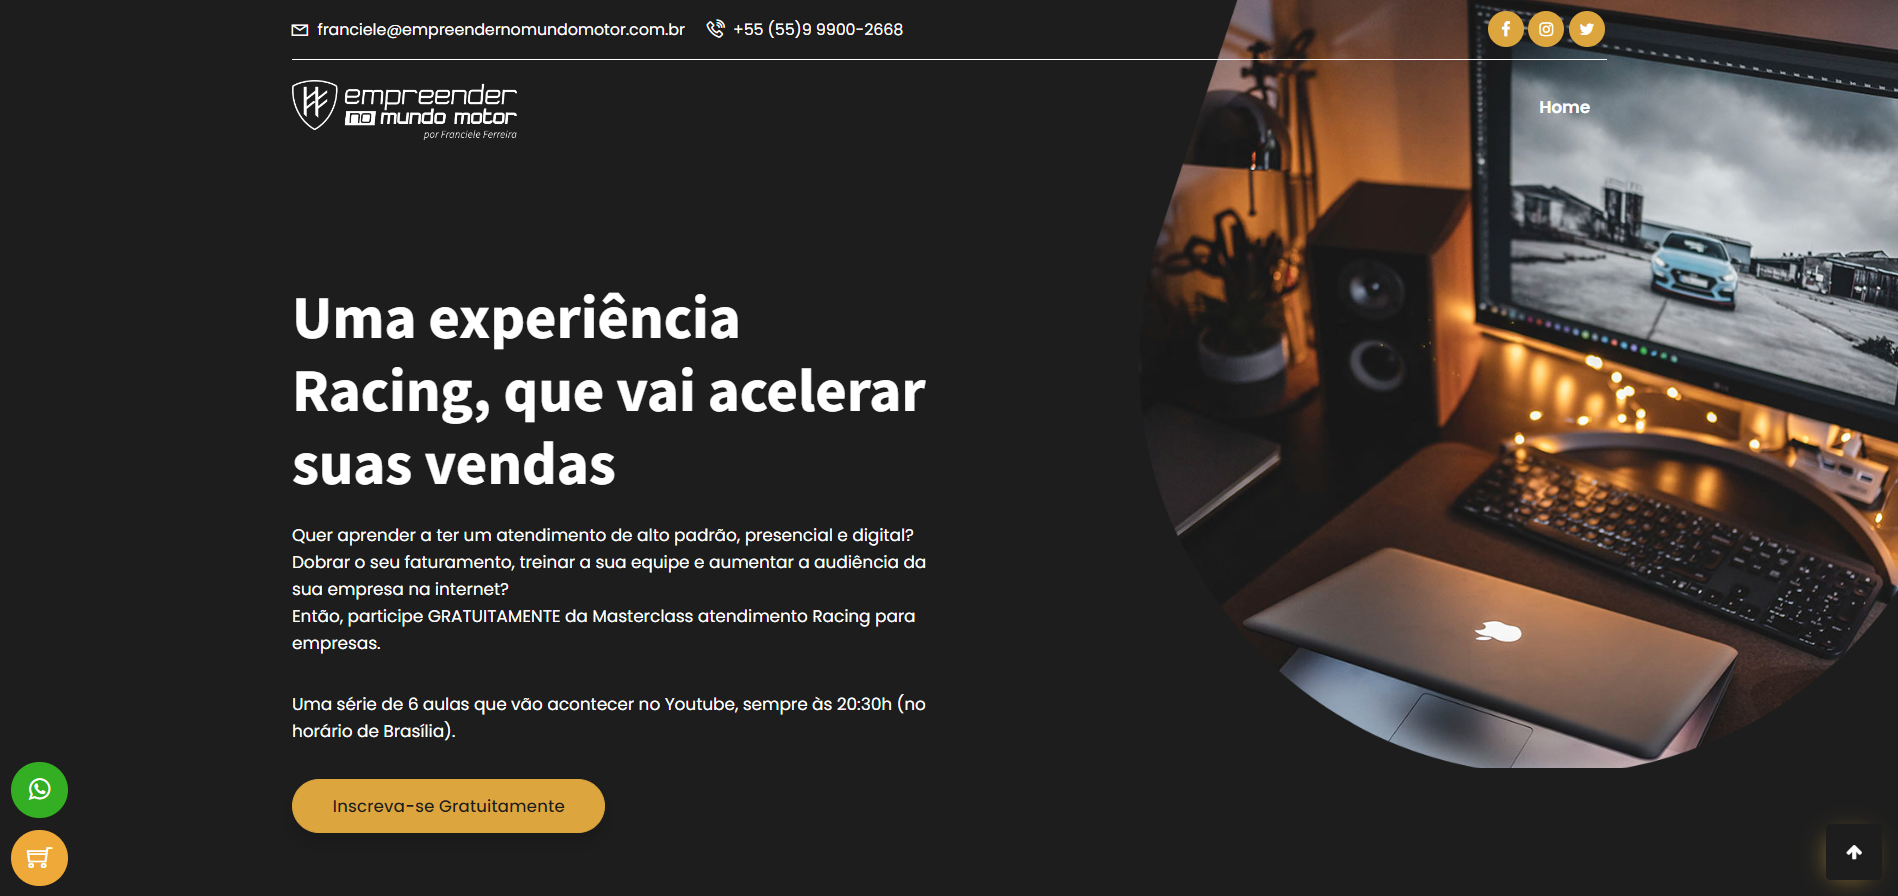 franciele@empreendernomundomotor.com.br +55 (55)9 9900-2668
empreender
no mundo motor
por Franciele Ferreira
Home
Uma experiência
Racing, que vai acelerar
suas vendas
Quer aprender a ter um atendimento de alto padrão, presencial e digital?
Dobrar o seu faturamento, treinar a sua equipe e aumentar a audiência da
sua empresa na internet?
Então, participe GRATUITAMENTE da Masterclass atendimento Racing para
empresas.
Uma série de 6 aulas que vão acontecer no Youtube, sempre às 20:30h (no
horário de Brasília).
Inscreva-se Gratuitamente